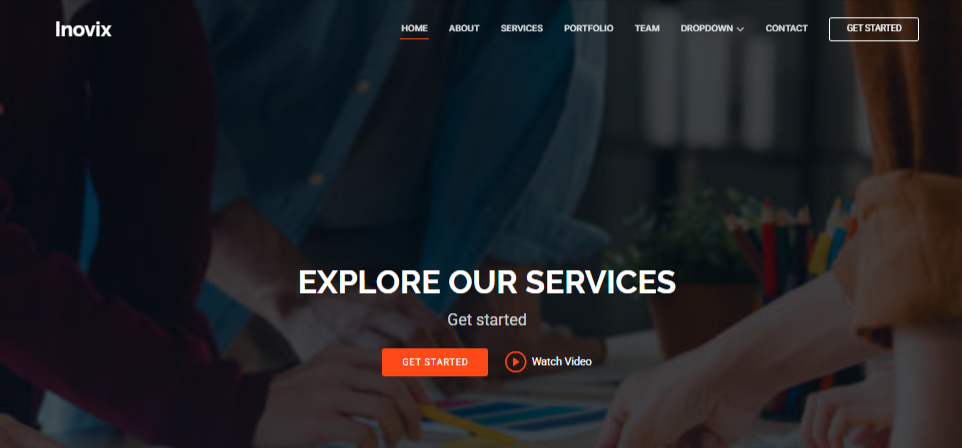 Inovix
HOME ABOUT SERVICES PORTFOLIO TEAM DROPDOWN CONTACT GET STARTED
EXPLORE OUR SERVICES
Get started
GET STARTED Watch Video